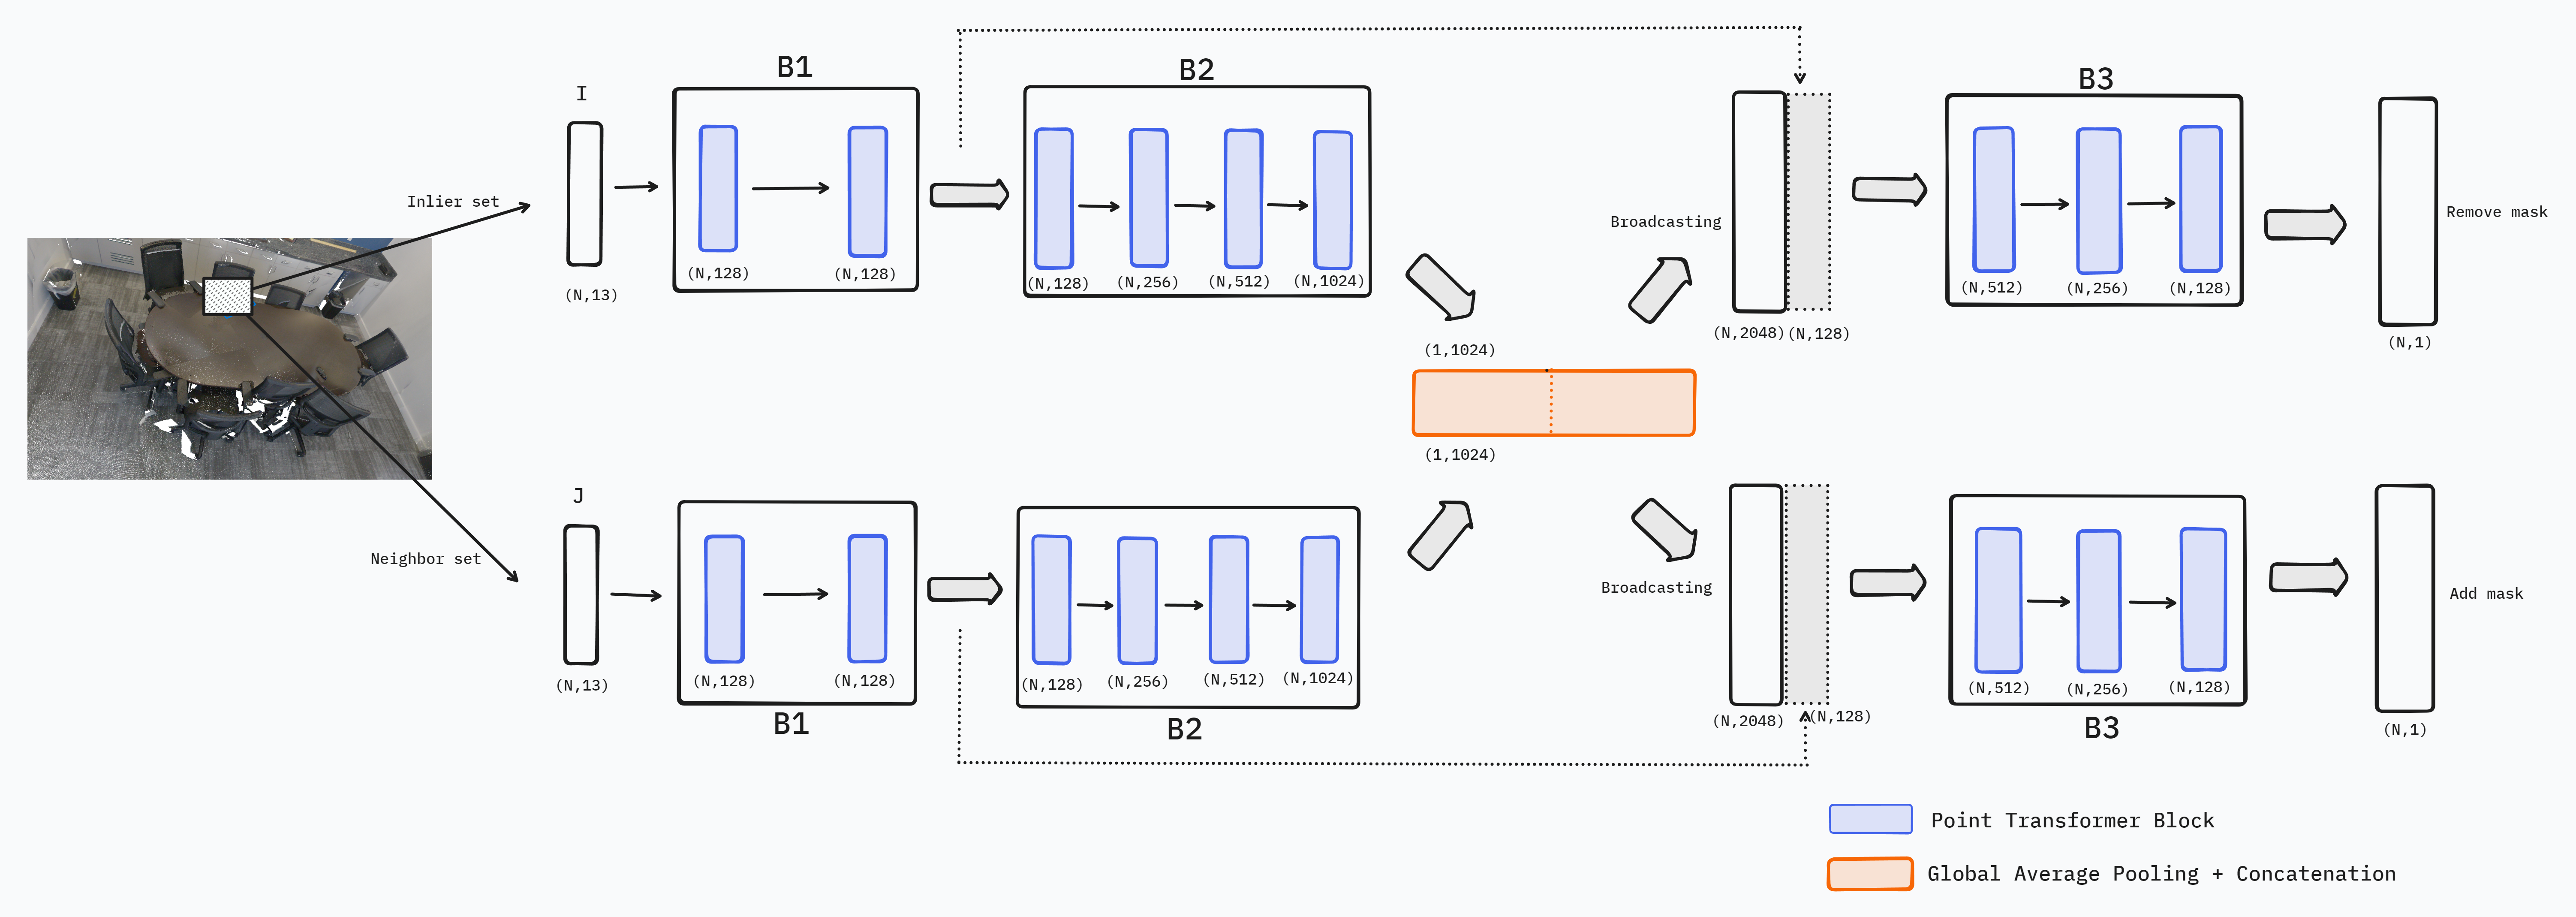 B1
B2
B3
I
Inlier set
(N,13)
(N,128)
(N,128)
(N,128)
(N,256)
(N,512)
(N,1024)
Broadcasting
(N,2048)
(N,128)
(N,512)
(N,256)
(N,128)
Remove mask
(N,1)
(1,1024)
(1,1024)
J
Neighbor set
(N,13)
(N,128)
(N,128)
B1
(N,128)
(N,256)
(N,512)
(N,1024)
B2
Broadcasting
(N,2048)
(N,128)
(N,512)
(N,256)
(N,128)
B3
Add mask
(N,1)
Point Transformer Block
Global Average Pooling + Concatenation